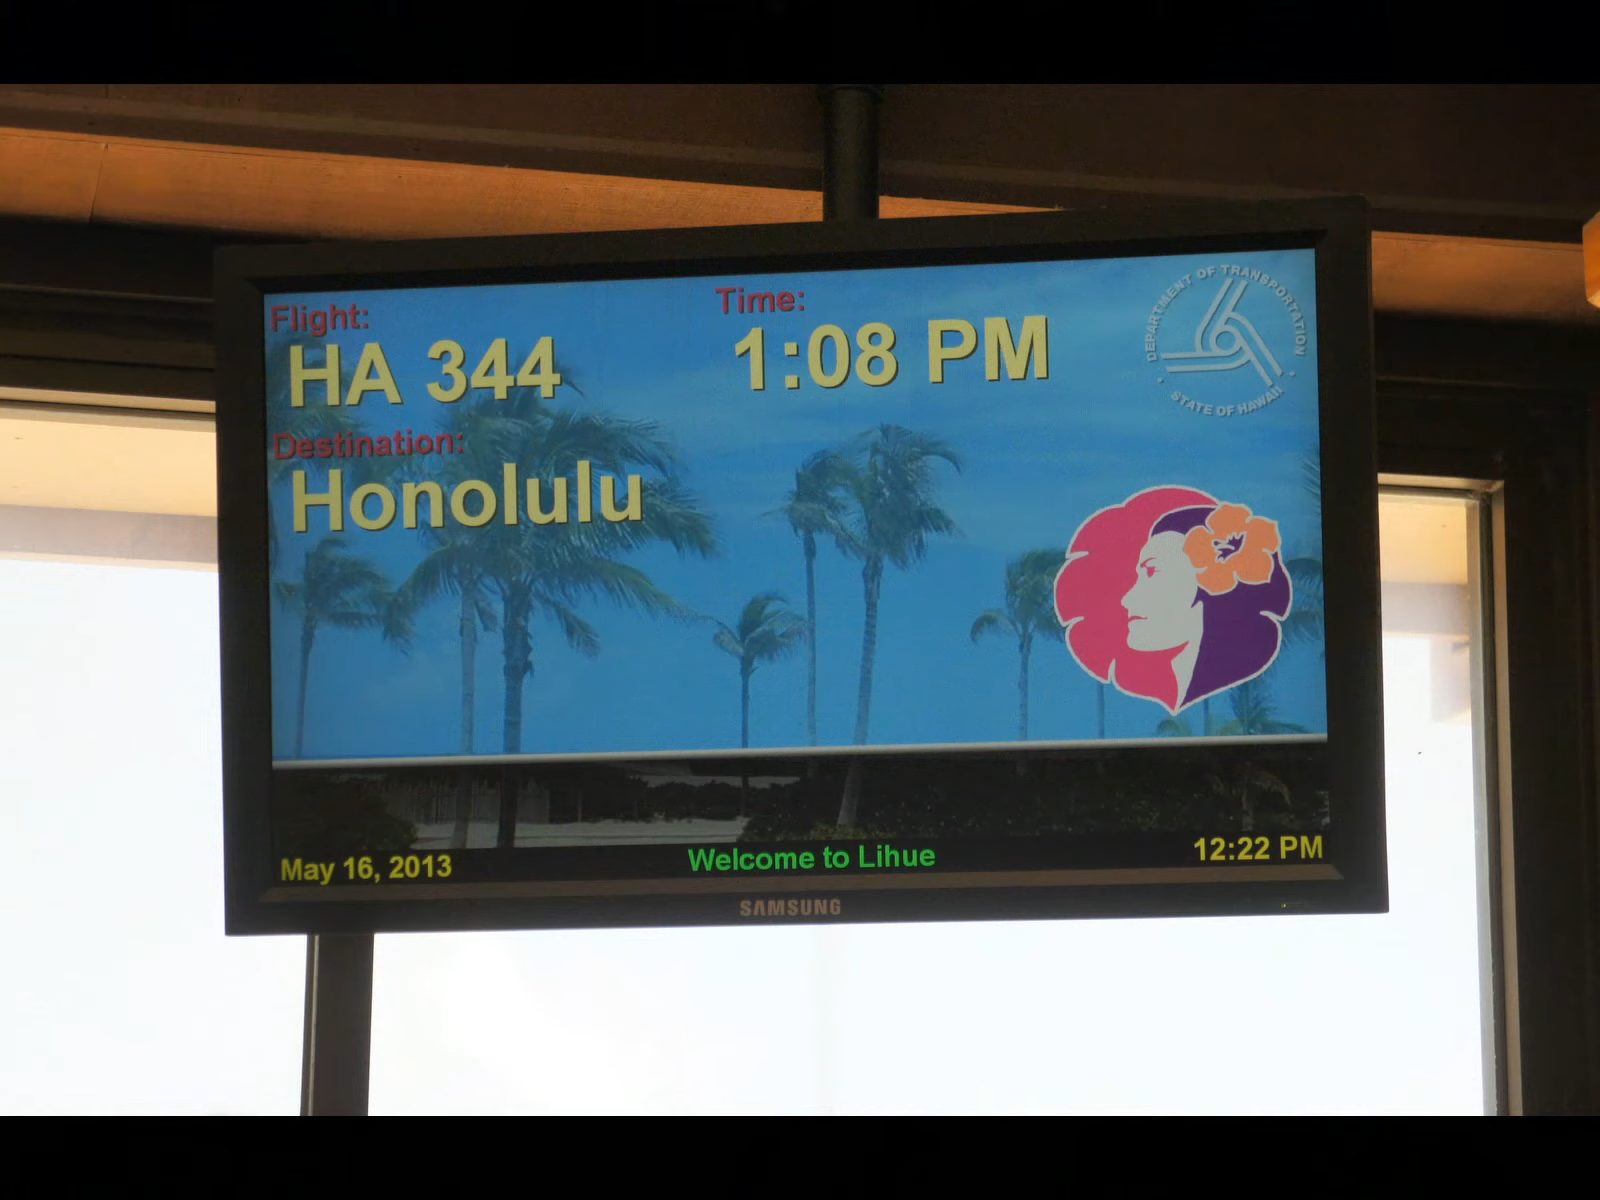 Flight:
HA 344
Time:
1:08 PM
Destination:
Honolulu
DEPARTMENT OF TRANSPORTATION
STATE OF HAWAII
May 16, 2013
Welcome to Lihue
12:22 PM
SAMSUNG